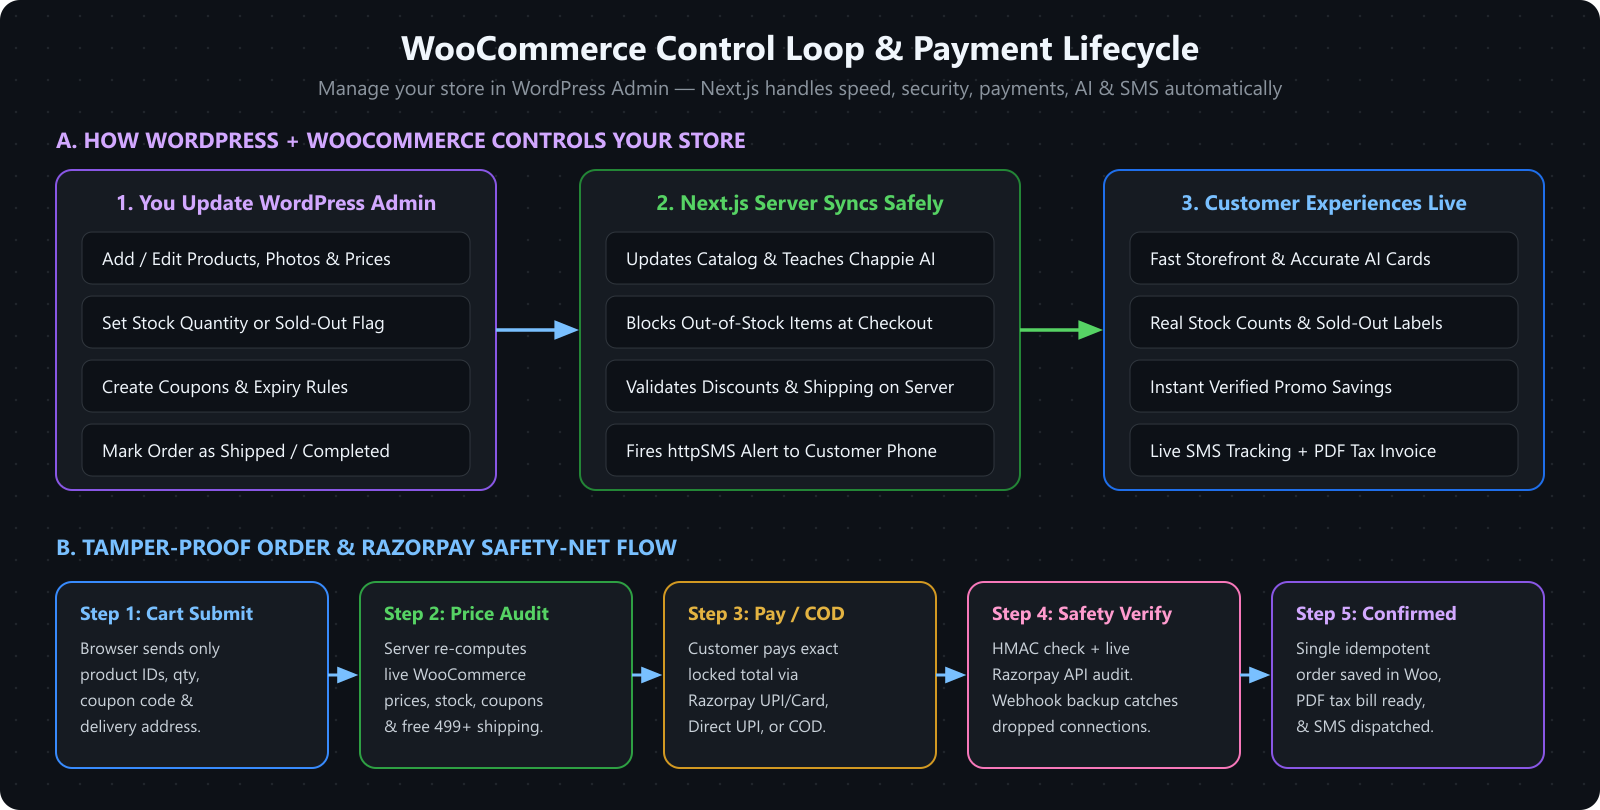 WooCommerce Control Loop & Payment Lifecycle
Manage your store in WordPress Admin — Next.js handles speed, security, payments, AI & SMS automatically
A. HOW WORDPRESS + WOOCOMMERCE CONTROLS YOUR STORE
1. You Update WordPress Admin
Add / Edit Products, Photos & Prices
Set Stock Quantity or Sold-Out Flag
Create Coupons & Expiry Rules
Mark Order as Shipped / Completed
2. Next.js Server Syncs Safely
Updates Catalog & Teaches Chappie AI
Blocks Out-of-Stock Items at Checkout
Validates Discounts & Shipping on Server
Fires httpSMS Alert to Customer Phone
3. Customer Experiences Live
Fast Storefront & Accurate AI Cards
Real Stock Counts & Sold-Out Labels
Instant Verified Promo Savings
Live SMS Tracking + PDF Tax Invoice
B. TAMPER-PROOF ORDER & RAZORPAY SAFETY-NET FLOW
Step 1: Cart Submit
Browser sends only
product IDs, qty,
coupon code &
delivery address.
Step 2: Price Audit
Server re-computes
live WooCommerce
prices, stock, coupons
& free 499+ shipping.
Step 3: Pay / COD
Customer pays exact
locked total via
Razorpay UPI/Card,
Direct UPI, or COD.
Step 4: Safety Verify
HMAC check + live
Razorpay API audit.
Webhook backup catches
dropped connections.
Step 5: Confirmed
Single idempotent
order saved in Woo,
PDF tax bill ready,
& SMS dispatched.